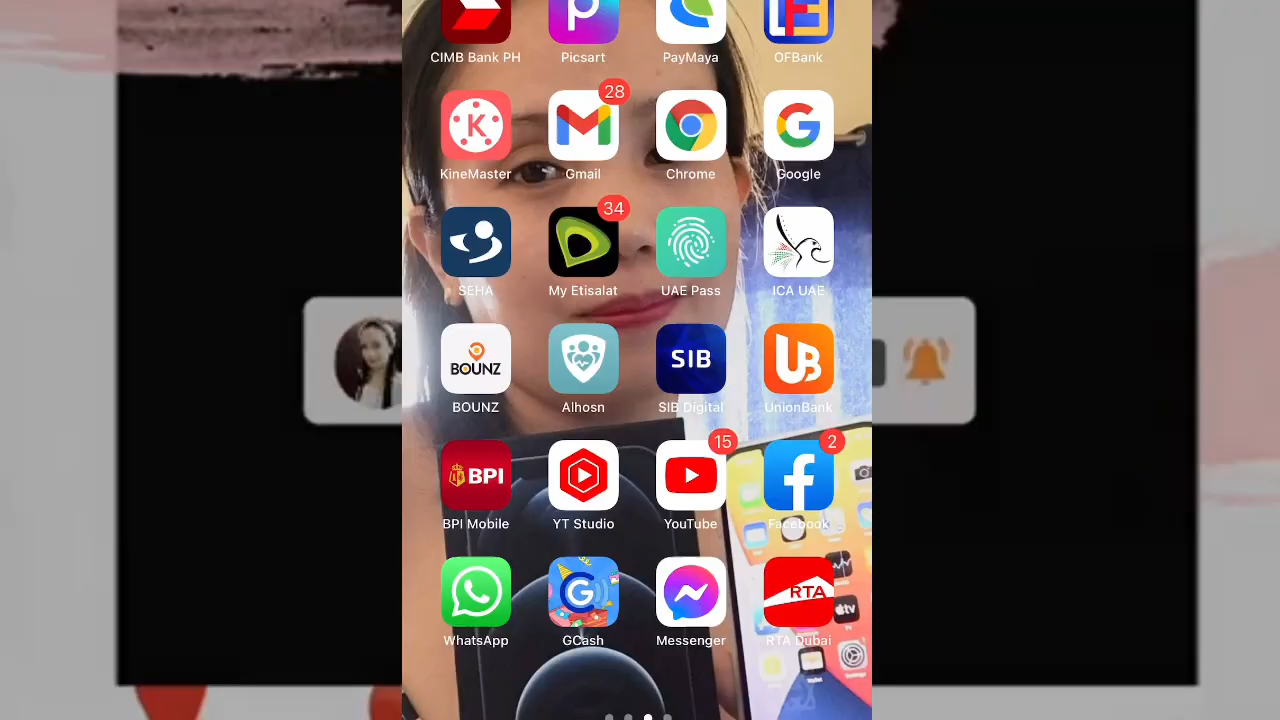 CIMB Bank PH Picsart PayMaya OFBank
28
KineMaster Gmail Chrome Google
34
SEHA My Etisalat UAE Pass ICA UAE
BOUNZ SIB UB
BOUNZ Alhosn SIB Digital UnionBank
15 2
BPI
BPI Mobile YT Studio YouTube Facebook
RTA
WhatsApp GCash Messenger RTA Dubai